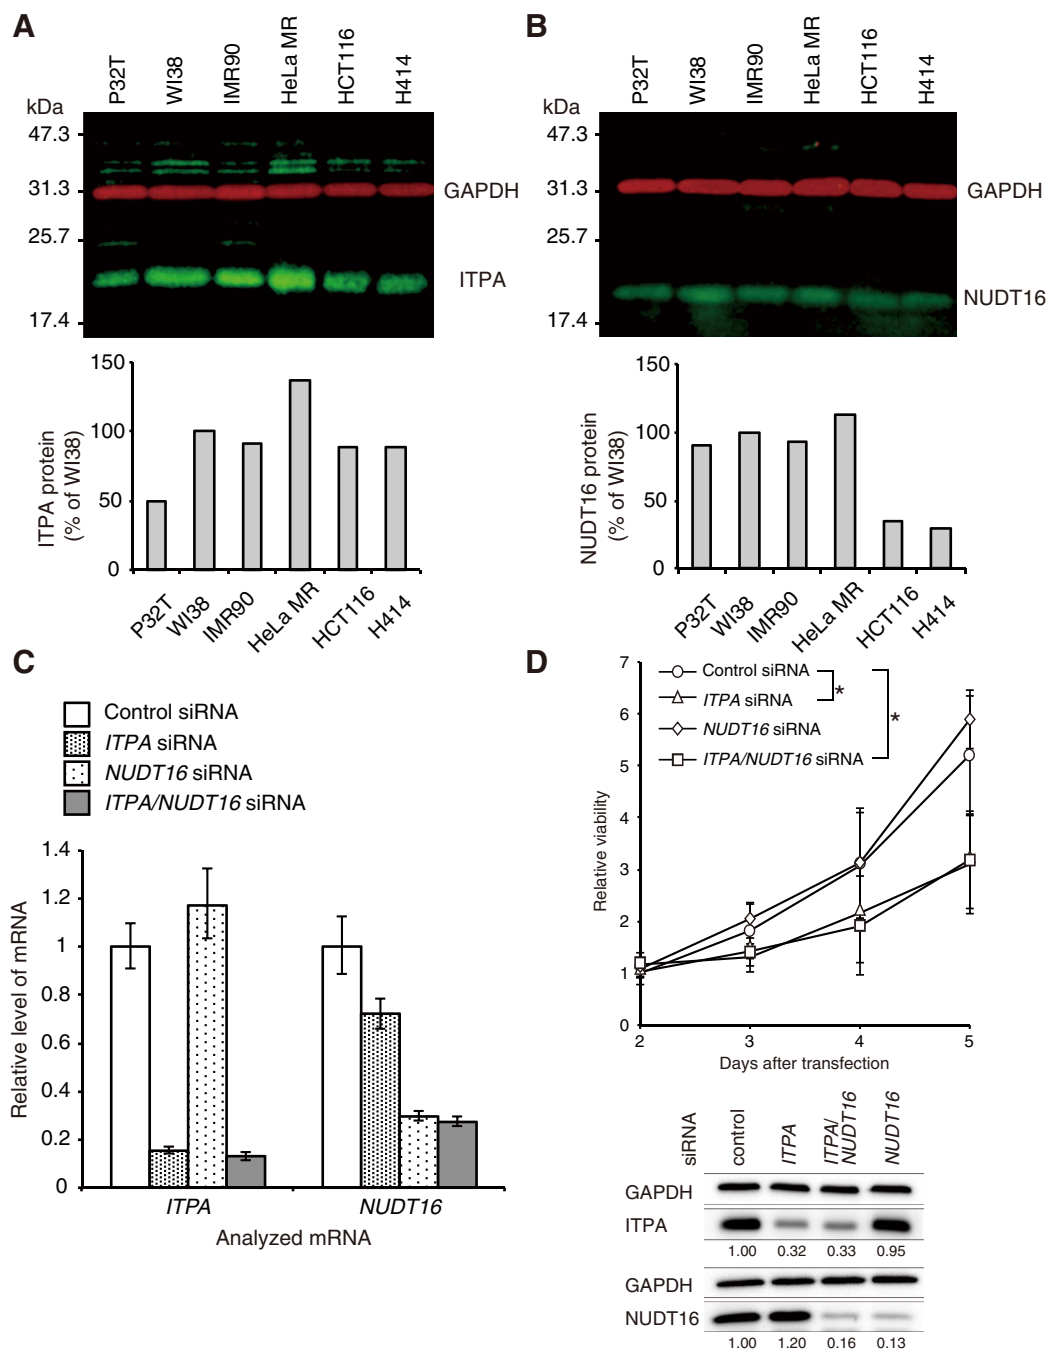 A
P32T WI38 IMR90 HeLa MR HCT116 H414
kDa
47.3
31.3
25.7
17.4
GAPDH
ITPA
150
100
50
0
ITPA protein
(% of WI38)
P32T WI38 IMR90 HeLa MR HCT116 H414
B
P32T WI38 IMR90 HeLa MR HCT116 H414
kDa
47.3
31.3
25.7
17.4
GAPDH
NUDT16
150
100
50
0
NUDT16 protein
(% of WI38)
P32T WI38 IMR90 HeLa MR HCT116 H414
C
Control siRNA
ITPA siRNA
NUDT16 siRNA
ITPA/NUDT16 siRNA
1.4
1.2
1
0.8
0.6
0.4
0.2
0
Relative level of mRNA
ITPA NUDT16
Analyzed mRNA
D
7
6
5
4
3
2
1
0
Relative viability
Control siRNA
ITPA siRNA
NUDT16 siRNA
ITPA/NUDT16 siRNA
*
*
2 3 4 5
Days after transfection
siRNA control ITPA ITPA/ NUDT16
NUDT16
GAPDH
ITPA
1.00 0.32 0.33 0.95
GAPDH
NUDT16
1.00 1.20 0.16 0.13